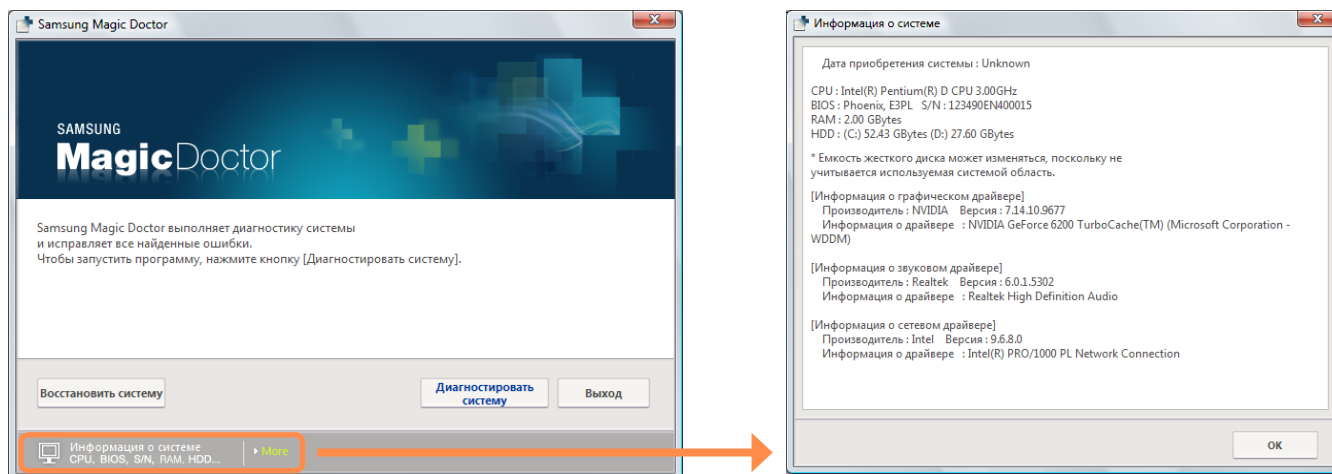 Samsung Magic Doctor
SAMSUNG
MagicDoctor
Samsung Magic Doctor выполняет диагностику системы
и исправляет все найденные ошибки.
Чтобы запустить программу, нажмите кнопку [Диагностировать систему].
Восстановить систему
Диагностировать
систему
Выход
Информация о системе
CPU, BIOS, S/N, RAM, HDD...
More
Информация о системе
Дата приобретения системы : Unknown
CPU : Intel(R) Pentium(R) D CPU 3.00GHz
BIOS : Phoenix, E3PL S/N : 123490EN400015
RAM : 2.00 GBytes
HDD : (C:) 52.43 GBytes (D:) 27.60 GBytes
* Емкость жесткого диска может изменяться, поскольку не
учитывается используемая системой область.
[Информация о графическом драйвере]
Производитель : NVIDIA Версия : 7.14.10.9677
Информация о драйвере : NVIDIA GeForce 6200 TurboCache(TM) (Microsoft Corporation -
WDDM)
[Информация о звуковом драйвере]
Производитель : Realtek Версия : 6.0.1.5302
Информация о драйвере : Realtek High Definition Audio
[Информация о сетевом драйвере]
Производитель : Intel Версия : 9.6.8.0
Информация о драйвере : Intel(R) PRO/1000 PL Network Connection
OK